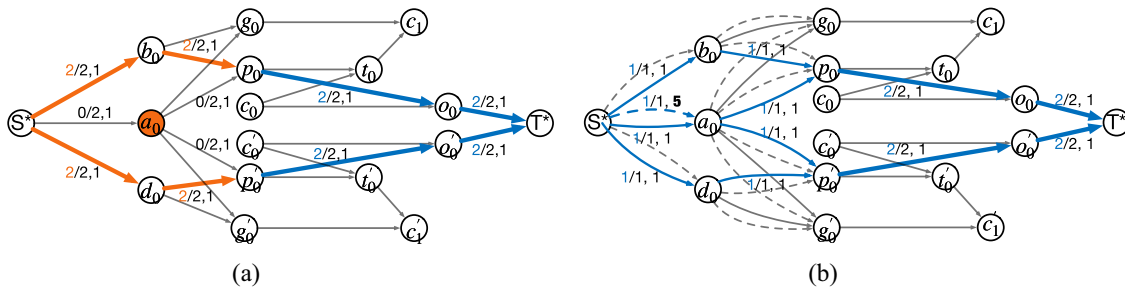 g₀ c₁
b₀ 2/2,1
2/2,1 p₀ t₀
0/2,1 2/2,1
c₀ o₀ 2/2,1
S* 0/2,1 a₀ T*
0/2,1 c₀′ 2/2,1 o₀′ 2/2,1
2/2,1 p₀′ t₀′
d₀ 2/2,1
g₀′ c₁′
(a)
g₀ c₁
b₀ 1/1, 1
1/1, 1 p₀ t₀
1/1, 5 1/1, 1 c₀ 2/2, 1 o₀ 2/2, 1
S* a₀ T*
1/1, 1 1/1, 1 c₀′ 2/2, 1 o₀′ 2/2, 1
1/1, 1 d₀ 1/1, 1 p₀′ t₀′
g₀′ c₁′
(b)